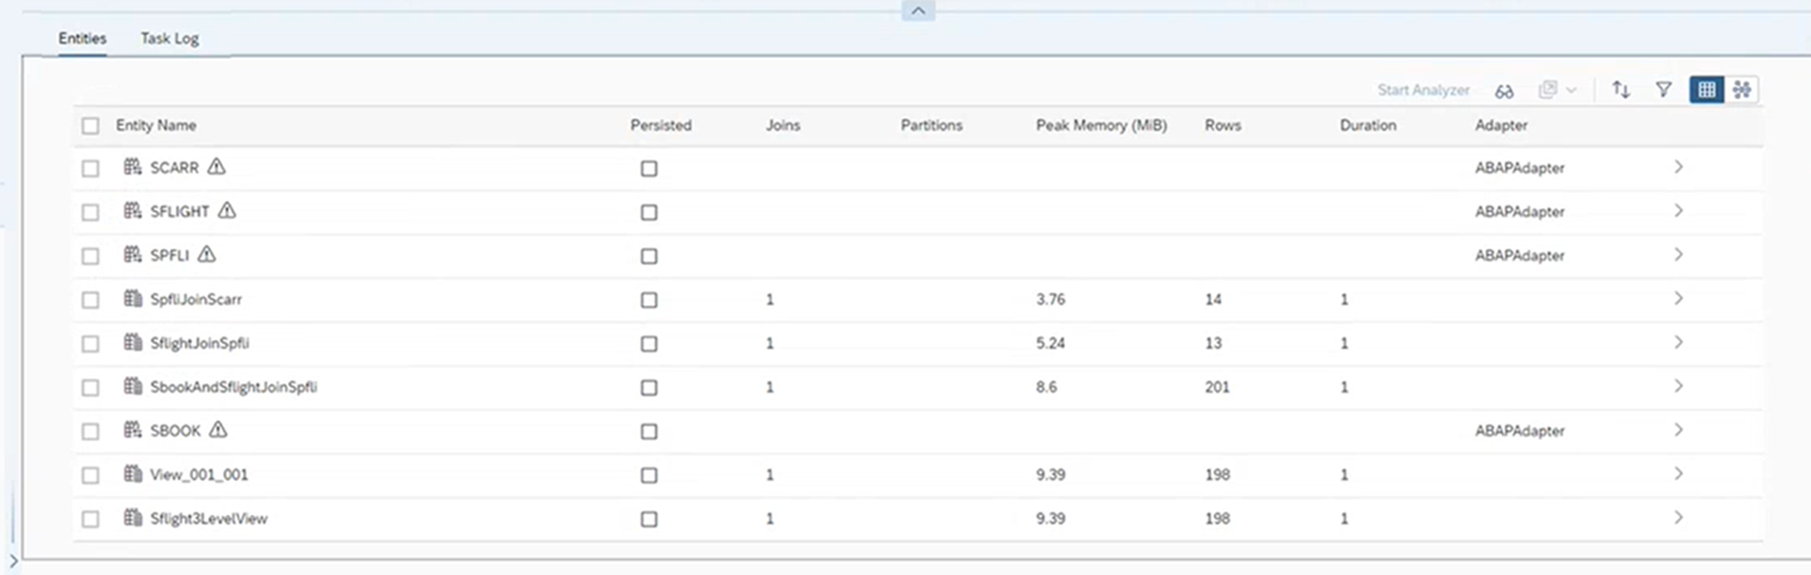 Entities Task Log
Start Analyzer
Entity Name Persisted Joins Partitions Peak Memory (MiB) Rows Duration Adapter
SCARR ABAPAdapter
SFLIGHT ABAPAdapter
SPFLI ABAPAdapter
SpfliJoinScarr 1 3.76 14 1
SflightJoinSpfli 1 5.24 13 1
SbookAndSflightJoinSpfli 1 8.6 201 1
SBOOK ABAPAdapter
View_001_001 1 9.39 198 1
Sflight3LevelView 1 9.39 198 1